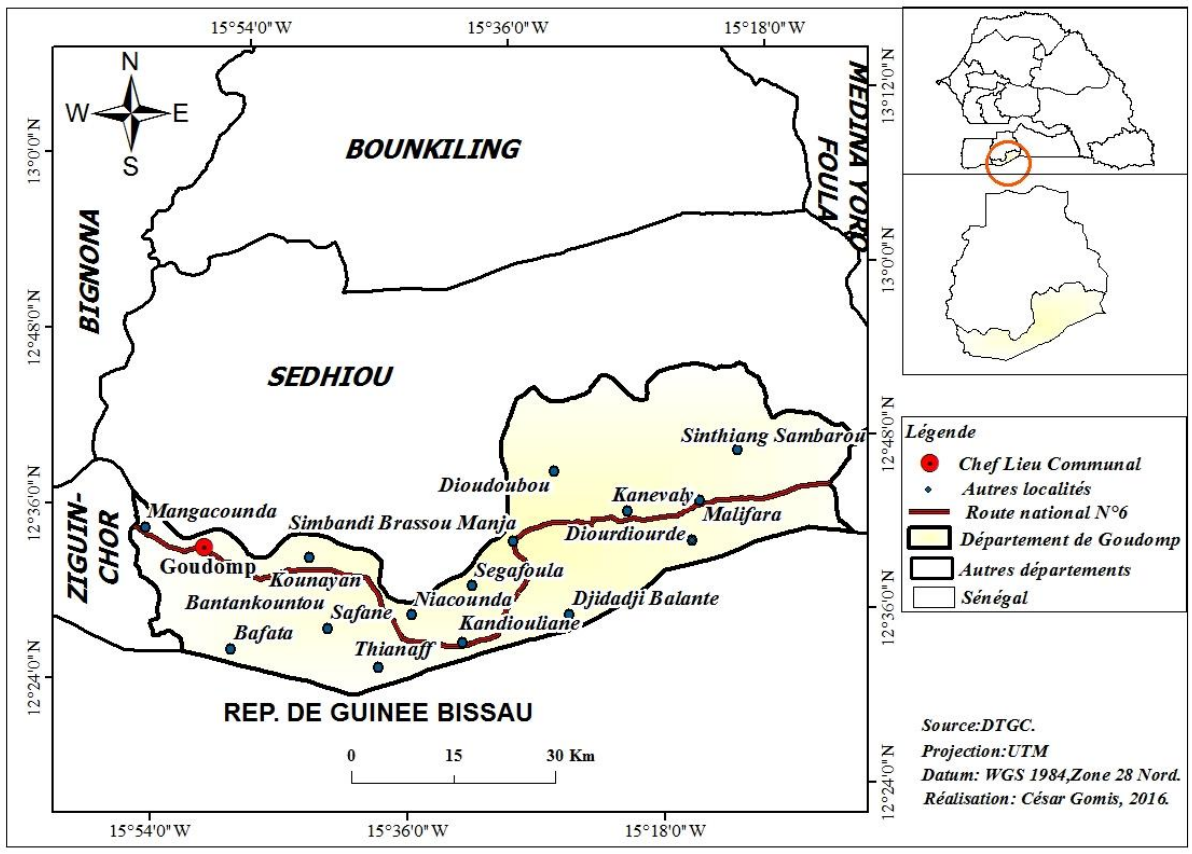 15°54'0"W 15°36'0"W 15°18'0"W
N
W E
S
13°0'0"N
12°48'0"N
12°36'0"N
12°24'0"N
BOUNKILING
MEDINA YORO
FOULA
BIGNONA
SEDHIOU
ZIGUIN-
CHOR
13°12'0"N
13°0'0"N
12°48'0"N
12°36'0"N
12°24'0"N
Sinthiang Sambarou
Dioudoubou
Kanevaly
Mangacounda
Simbandi Brassou Manja
Malifara
Diourdiourde
Goudomp
Kounayan
Segafoula
Bantankountou
Niacounda
Djidadji Balante
Safane
Kandiouliane
Bafata
Thianaff
REP. DE GUINEE BISSAU
0 15 30 Km
15°54'0"W 15°36'0"W 15°18'0"W
Légende
Chef Lieu Communal
Autres localités
Route national N°6
Département de Goudomp
Autres départements
Sénégal
Source:DTGC.
Projection:UTM
Datum: WGS 1984,Zone 28 Nord.
Réalisation: César Gomis, 2016.